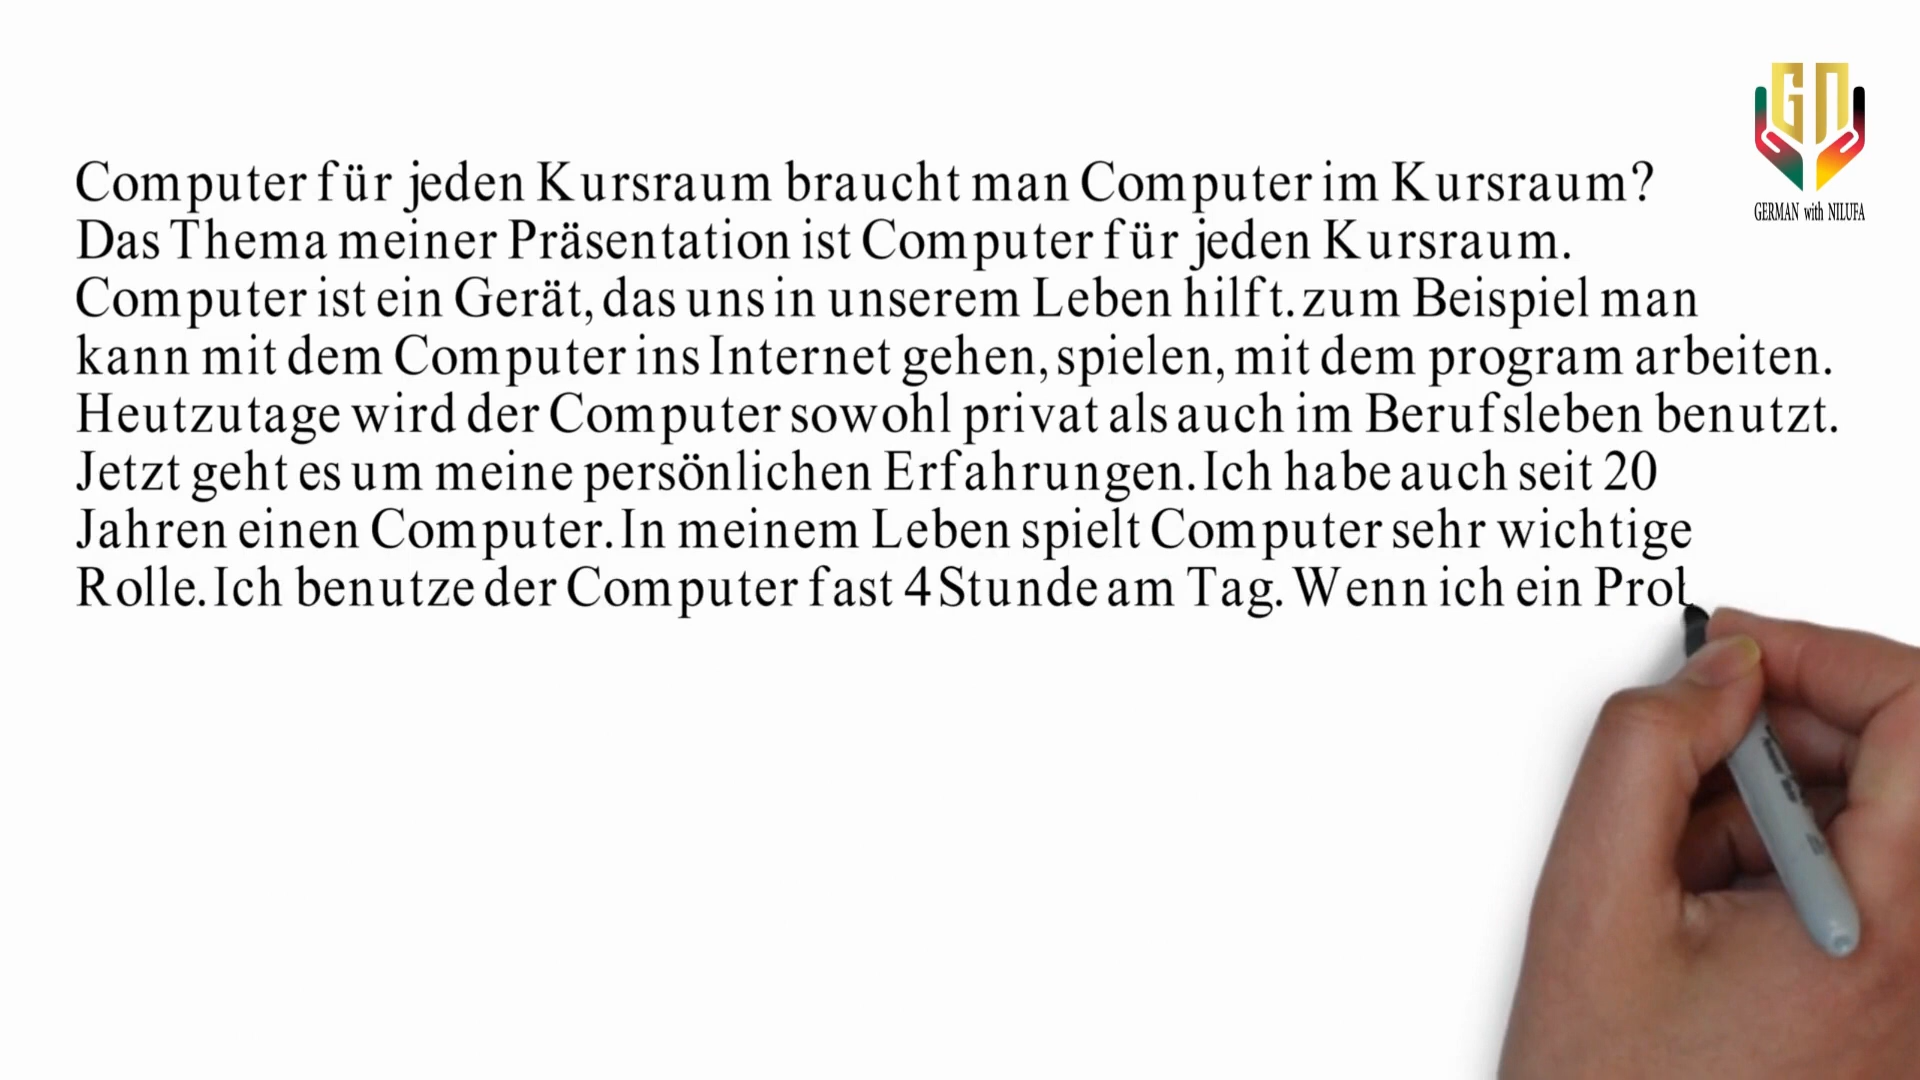 GN
GERMAN with NILUFA
Computer für jeden Kursraum braucht man Computer im Kursraum?
Das Thema meiner Präsentation ist Computer für jeden Kursraum.
Computer ist ein Gerät, das uns in unserem Leben hilft. zum Beispiel man
kann mit dem Computer ins Internet gehen, spielen, mit dem program arbeiten.
Heutzutage wird der Computer sowohl privat als auch im Berufsleben benutzt.
Jetzt geht es um meine persönlichen Erfahrungen. Ich habe auch seit 20
Jahren einen Computer. In meinem Leben spielt Computer sehr wichtige
Rolle. Ich benutze der Computer fast 4 Stunde am Tag. Wenn ich ein